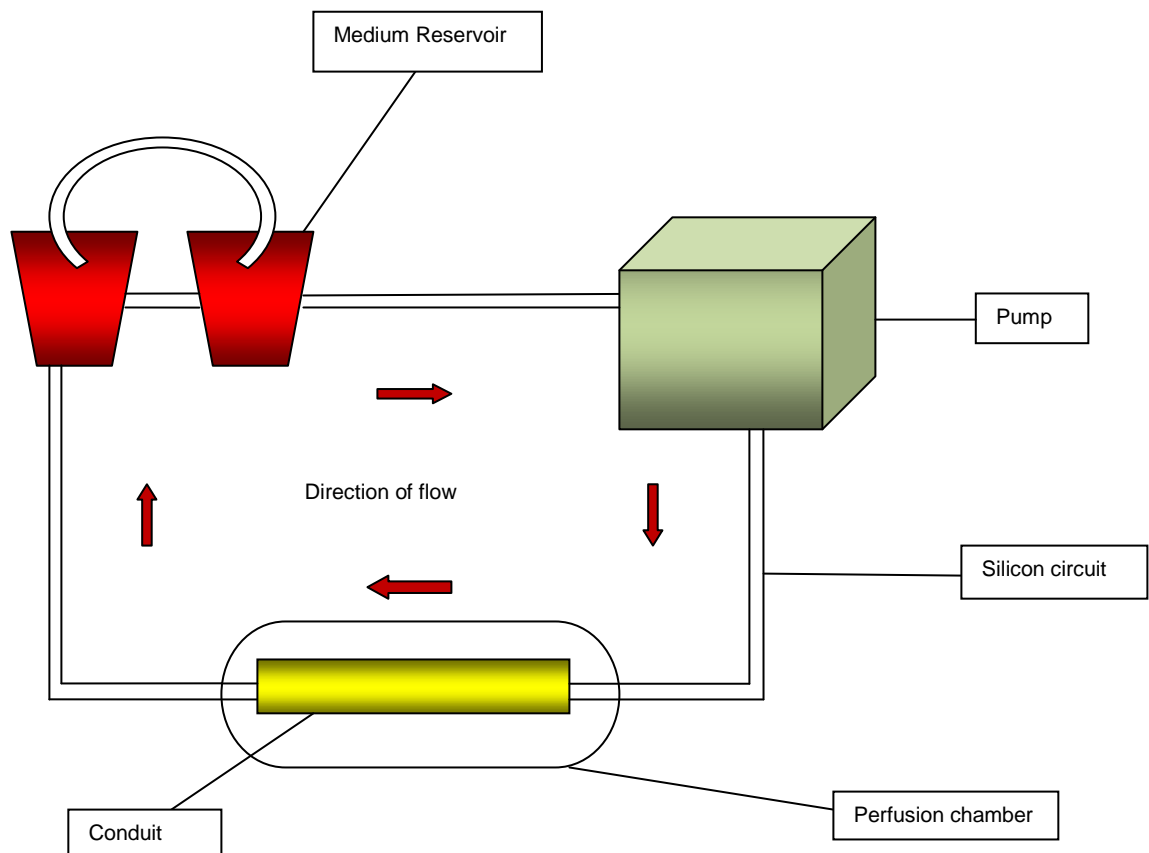 Medium Reservoir
Pump
Direction of flow
Silicon circuit
Perfusion chamber
Conduit